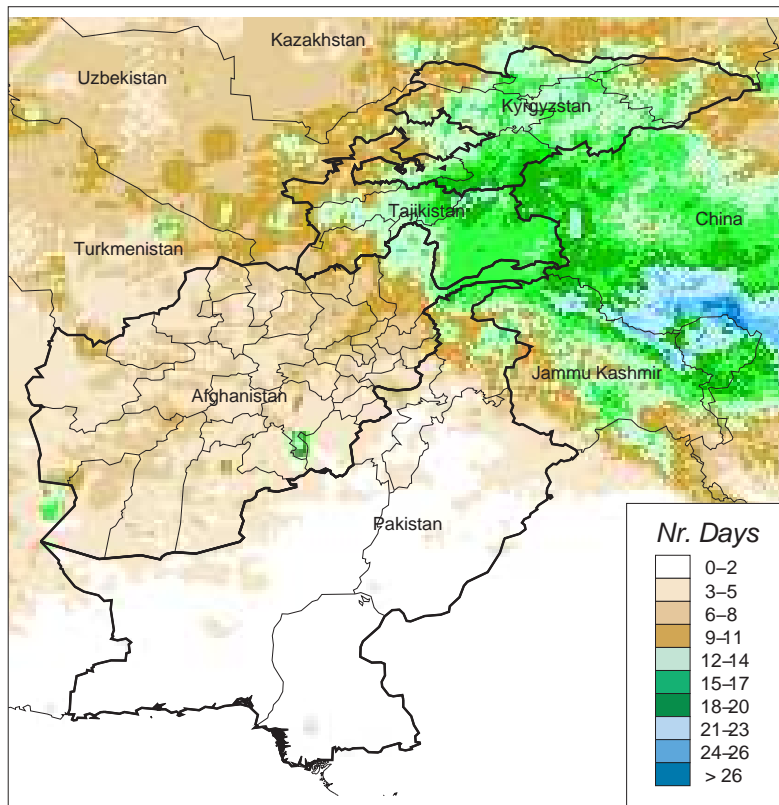 Kazakhstan
Uzbekistan
Kyrgyzstan
Tajikistan
China
Turkmenistan
Jammu Kashmir
Afghanistan
Pakistan
Nr. Days
0–2
3–5
6–8
9–11
12–14
15–17
18–20
21–23
24–26
> 26